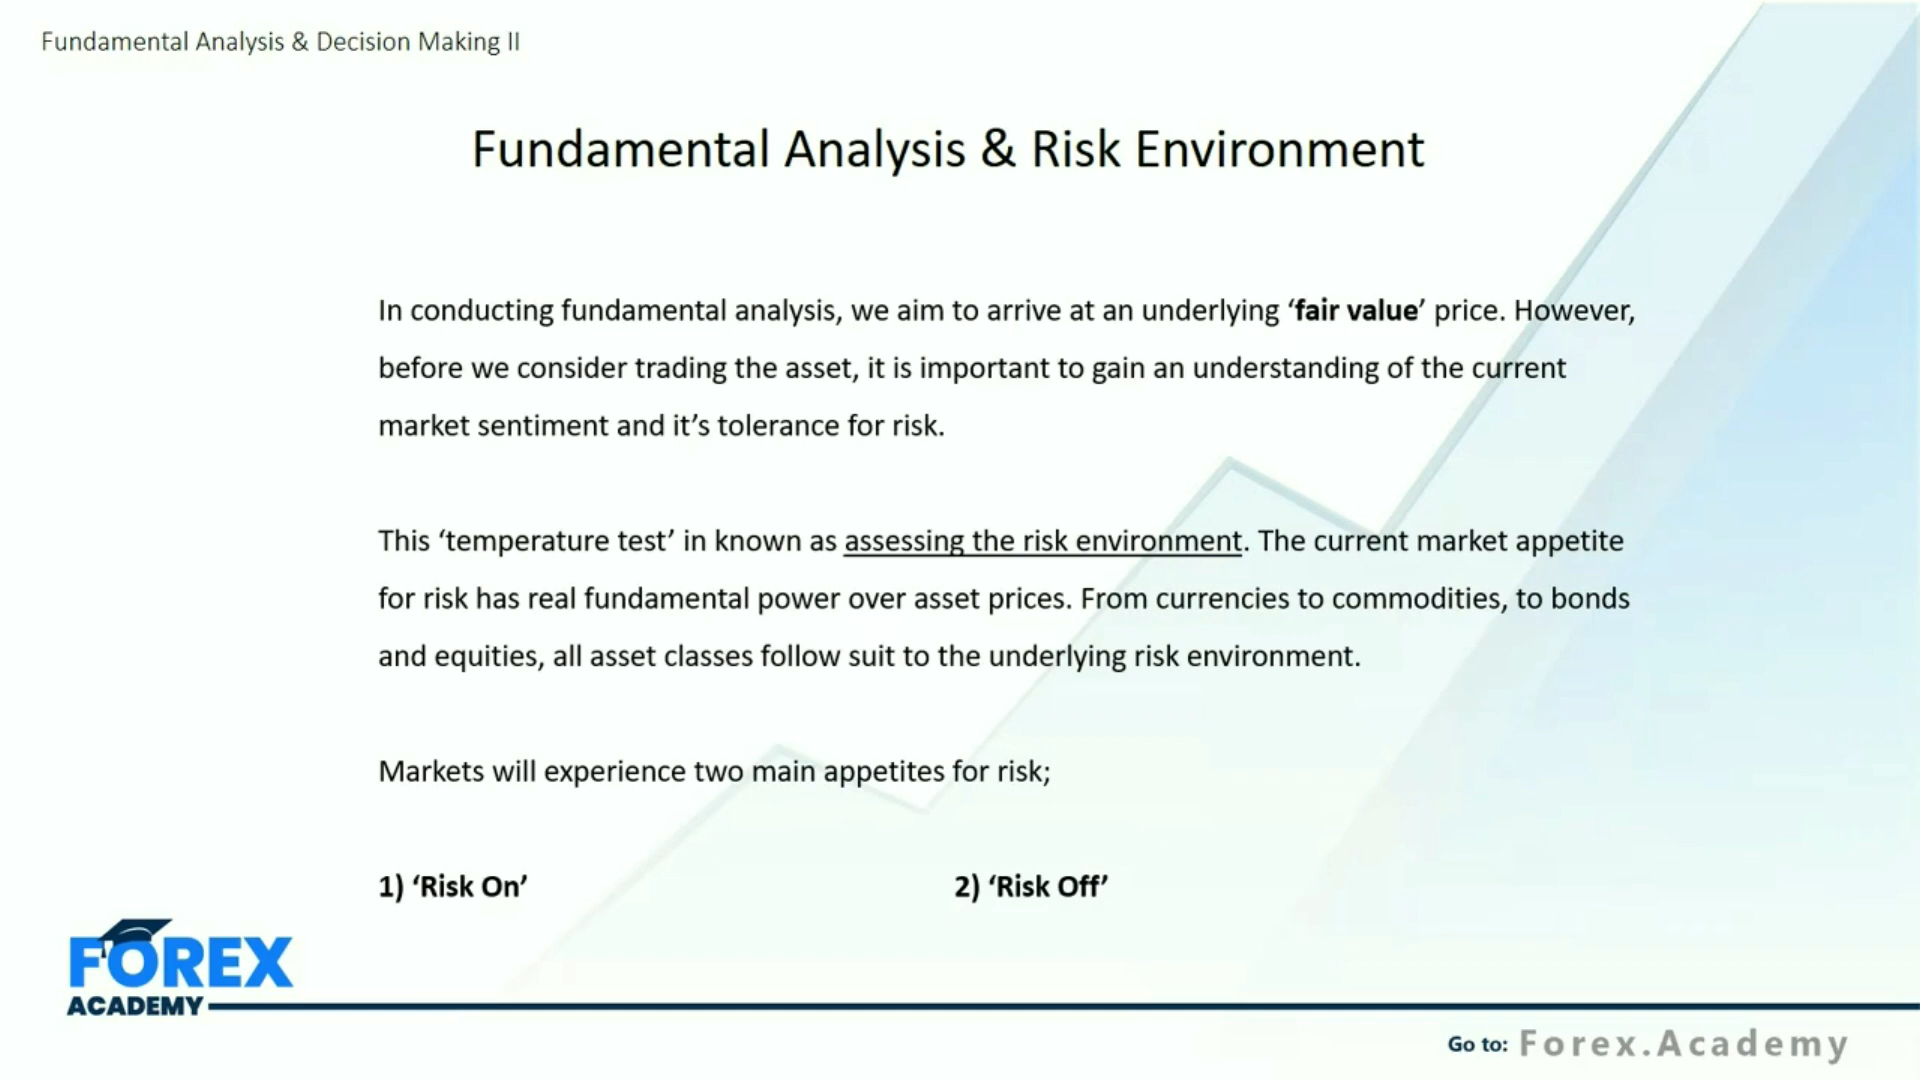 Fundamental Analysis & Decision Making II
Fundamental Analysis & Risk Environment
In conducting fundamental analysis, we aim to arrive at an underlying ‘fair value’ price. However,
before we consider trading the asset, it is important to gain an understanding of the current
market sentiment and it’s tolerance for risk.
This ‘temperature test’ in known as assessing the risk environment. The current market appetite
for risk has real fundamental power over asset prices. From currencies to commodities, to bonds
and equities, all asset classes follow suit to the underlying risk environment.
Markets will experience two main appetites for risk;
1) ‘Risk On’ 2) ‘Risk Off’
FOREX
ACADEMY
Go to: Forex.Academy